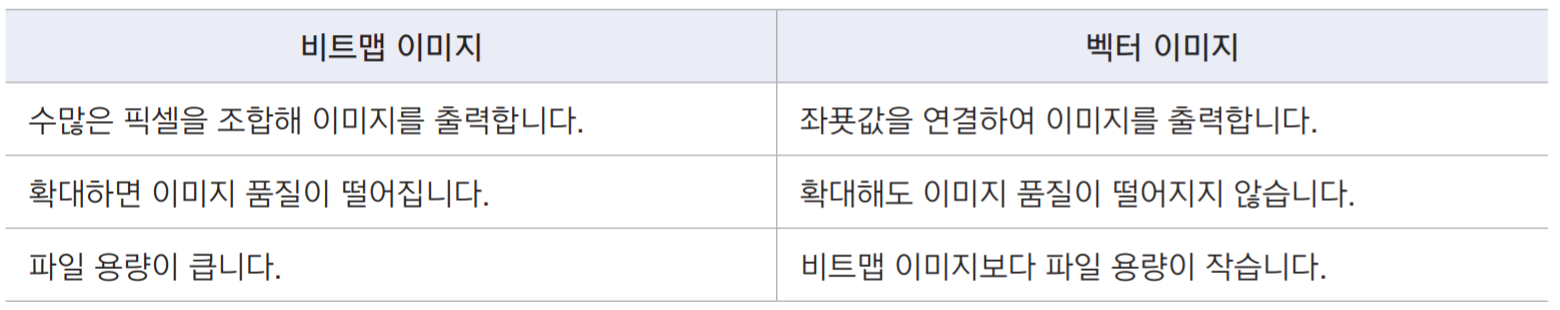 비트맵 이미지 벡터 이미지
수많은 픽셀을 조합해 이미지를 출력합니다. 좌푯값을 연결하여 이미지를 출력합니다.
확대하면 이미지 품질이 떨어집니다. 확대해도 이미지 품질이 떨어지지 않습니다.
파일 용량이 큽니다. 비트맵 이미지보다 파일 용량이 작습니다.